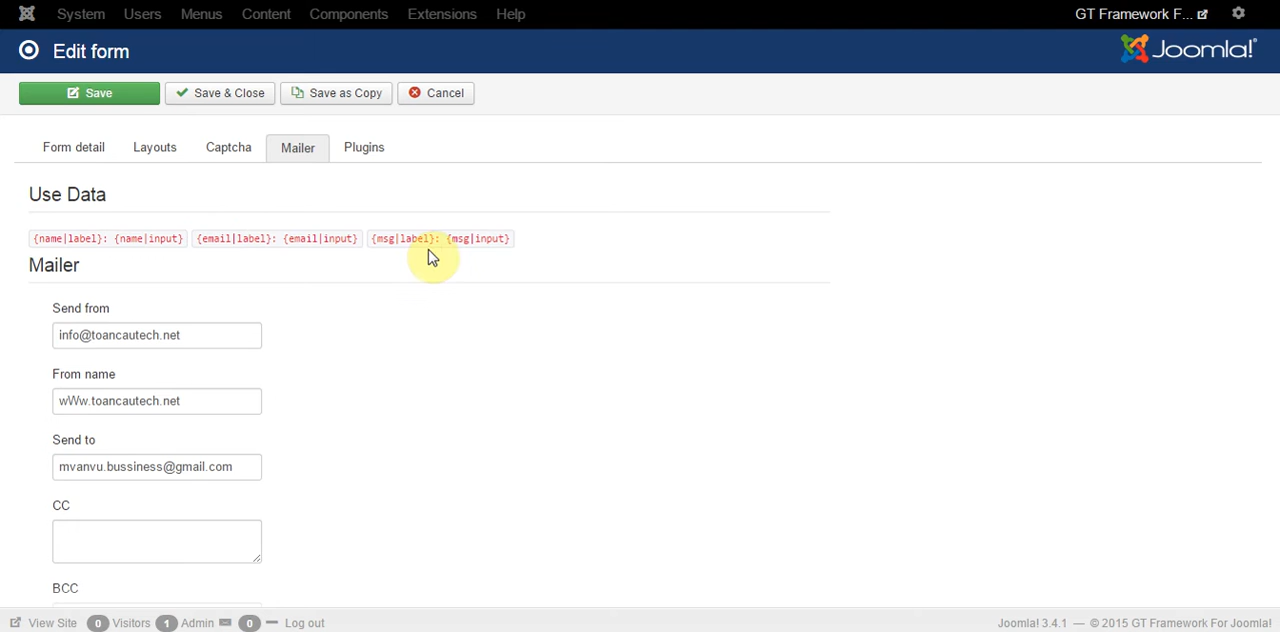 System Users Menus Content Components Extensions Help GT Framework F...
Edit form Joomla!®
Save Save & Close Save as Copy Cancel
Form detail Layouts Captcha Mailer Plugins
Use Data
{name|label}: {name|input} {email|label}: {email|input} {msg|label}: {msg|input}
Mailer
Send from
info@toancautech.net
From name
wWw.toancautech.net
Send to
mvanvu.bussiness@gmail.com
CC
BCC
View Site 0 Visitors 1 Admin 0 Log out Joomla! 3.4.1 — © 2015 GT Framework For Joomla!